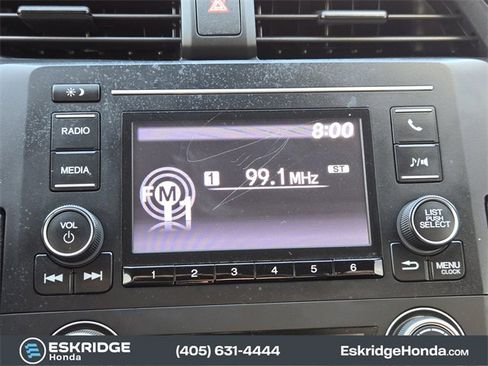 RADIO
MEDIA
VOL
8:00
1 99.1 MHz ST
FM1
LIST
PUSH
SELECT
MENU
CLOCK
1 2 3 4 5 6
ESKRIDGE
Honda
(405) 631-4444
EskridgeHonda.com